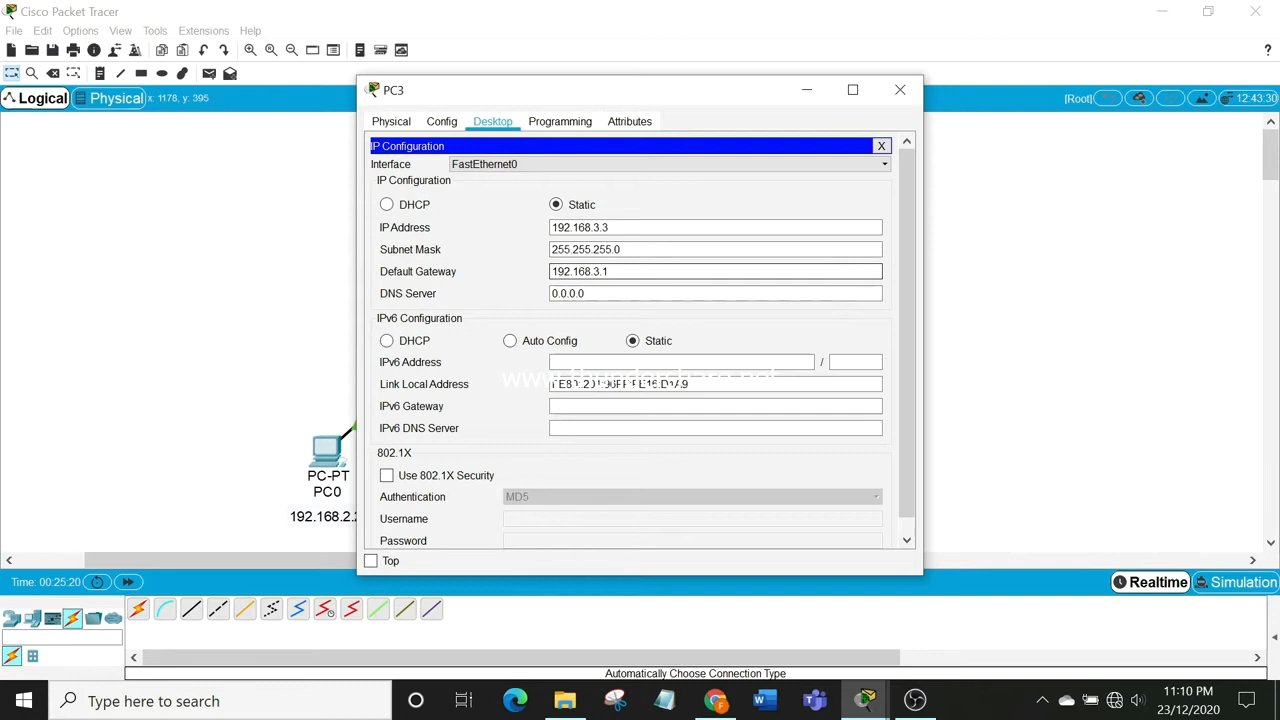 Cisco Packet Tracer
File Edit Options View Tools Extensions Help
?
Logical Physical x: 1178, y: 395 [Root] 12:43:30
PC3
Physical Config Desktop Programming Attributes
IP Configuration X
Interface FastEthernet0
IP Configuration
DHCP Static
IP Address 192.168.3.3
Subnet Mask 255.255.255.0
Default Gateway 192.168.3.1
DNS Server 0.0.0.0
IPv6 Configuration
DHCP Auto Config Static
IPv6 Address /
Link Local Address
IPv6 Gateway
IPv6 DNS Server
802.1X
Use 802.1X Security
Authentication MD5
Username
Password
Top
PC-PT
PC0
192.168.2.2
Time: 00:25:20 Realtime Simulation
Automatically Choose Connection Type
Type here to search
11:10 PM
23/12/2020